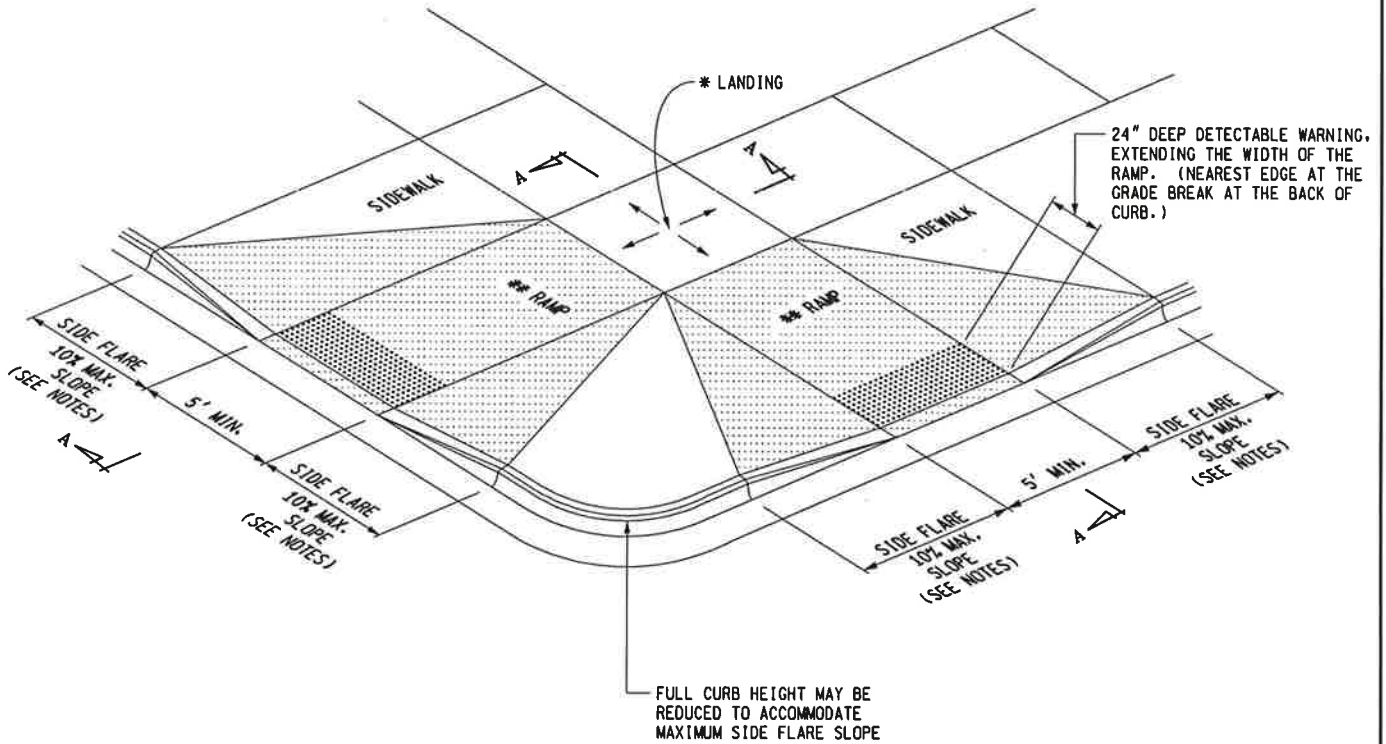 * LANDING
24" DEEP DETECTABLE WARNING,
EXTENDING THE WIDTH OF THE
RAMP. (NEAREST EDGE AT THE
GRADE BREAK AT THE BACK OF
CURB.)
A
A
SIDEWALK
SIDEWALK
** RAMP
** RAMP
SIDE FLARE
10% MAX.
SLOPE
(SEE NOTES)
5' MIN.
SIDE FLARE
10% MAX.
SLOPE
(SEE NOTES)
A
SIDE FLARE
10% MAX.
SLOPE
(SEE NOTES)
5' MIN.
SIDE FLARE
10% MAX.
SLOPE
(SEE NOTES)
A
FULL CURB HEIGHT MAY BE
REDUCED TO ACCOMMODATE
MAXIMUM SIDE FLARE SLOPE